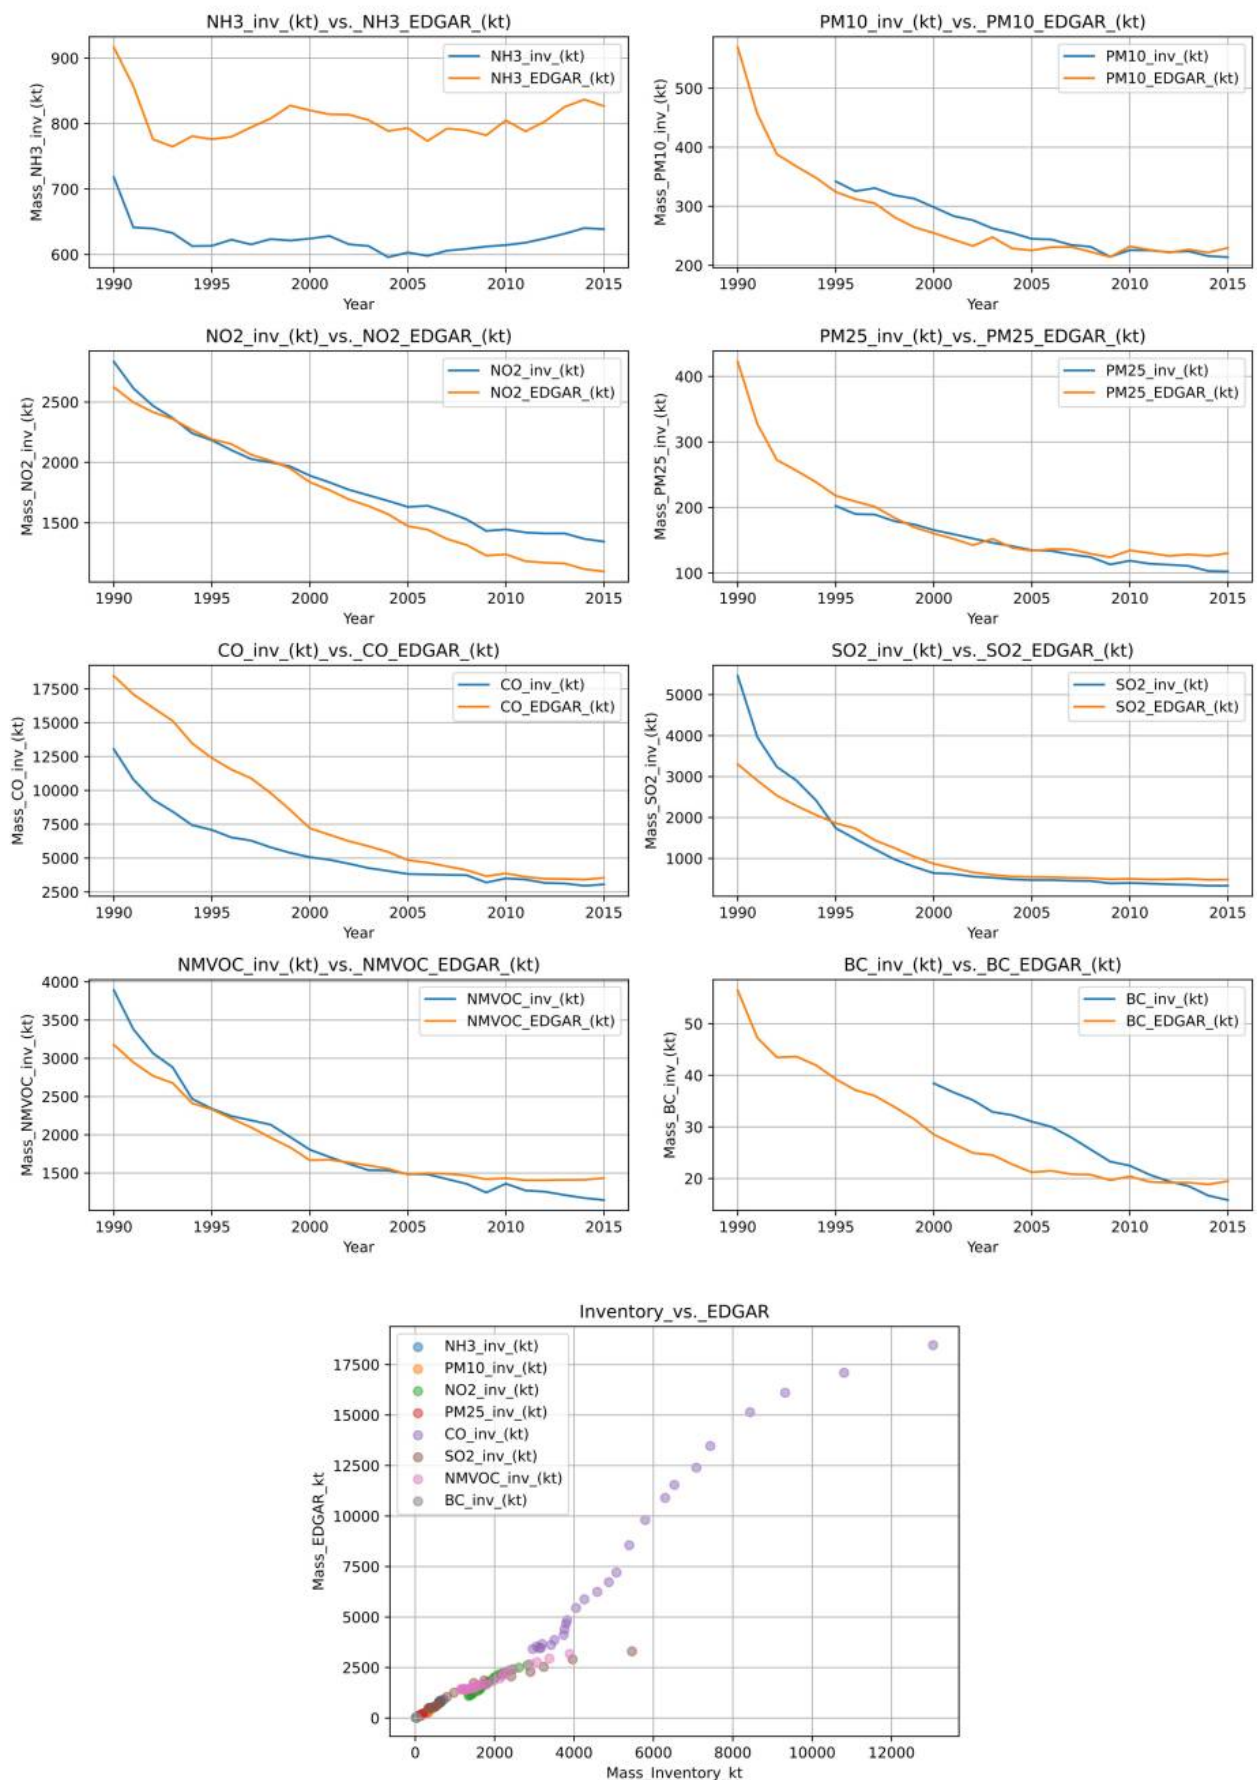 NH3_inv_(kt)_vs._NH3_EDGAR_(kt)
NH3_inv_(kt)
NH3_EDGAR_(kt)
Mass_NH3_inv_(kt)
900
800
700
600
1990 1995 2000 2005 2010 2015
Year
PM10_inv_(kt)_vs._PM10_EDGAR_(kt)
PM10_inv_(kt)
PM10_EDGAR_(kt)
Mass_PM10_inv_(kt)
500
400
300
200
1990 1995 2000 2005 2010 2015
Year
NO2_inv_(kt)_vs._NO2_EDGAR_(kt)
NO2_inv_(kt)
NO2_EDGAR_(kt)
Mass_NO2_inv_(kt)
2500
2000
1500
1990 1995 2000 2005 2010 2015
Year
PM25_inv_(kt)_vs._PM25_EDGAR_(kt)
PM25_inv_(kt)
PM25_EDGAR_(kt)
Mass_PM25_inv_(kt)
400
300
200
100
1990 1995 2000 2005 2010 2015
Year
CO_inv_(kt)_vs._CO_EDGAR_(kt)
CO_inv_(kt)
CO_EDGAR_(kt)
Mass_CO_inv_(kt)
17500
15000
12500
10000
7500
5000
2500
1990 1995 2000 2005 2010 2015
Year
SO2_inv_(kt)_vs._SO2_EDGAR_(kt)
SO2_inv_(kt)
SO2_EDGAR_(kt)
Mass_SO2_inv_(kt)
5000
4000
3000
2000
1000
1990 1995 2000 2005 2010 2015
Year
NMVOC_inv_(kt)_vs._NMVOC_EDGAR_(kt)
NMVOC_inv_(kt)
NMVOC_EDGAR_(kt)
Mass_NMVOC_inv_(kt)
4000
3500
3000
2500
2000
1500
1990 1995 2000 2005 2010 2015
Year
BC_inv_(kt)_vs._BC_EDGAR_(kt)
BC_inv_(kt)
BC_EDGAR_(kt)
Mass_BC_inv_(kt)
50
40
30
20
1990 1995 2000 2005 2010 2015
Year
Inventory_vs._EDGAR
NH3_inv_(kt)
PM10_inv_(kt)
NO2_inv_(kt)
PM25_inv_(kt)
CO_inv_(kt)
SO2_inv_(kt)
NMVOC_inv_(kt)
BC_inv_(kt)
Mass_EDGAR_kt
17500
15000
12500
10000
7500
5000
2500
0
0 2000 4000 6000 8000 10000 12000
Mass_Inventory_kt